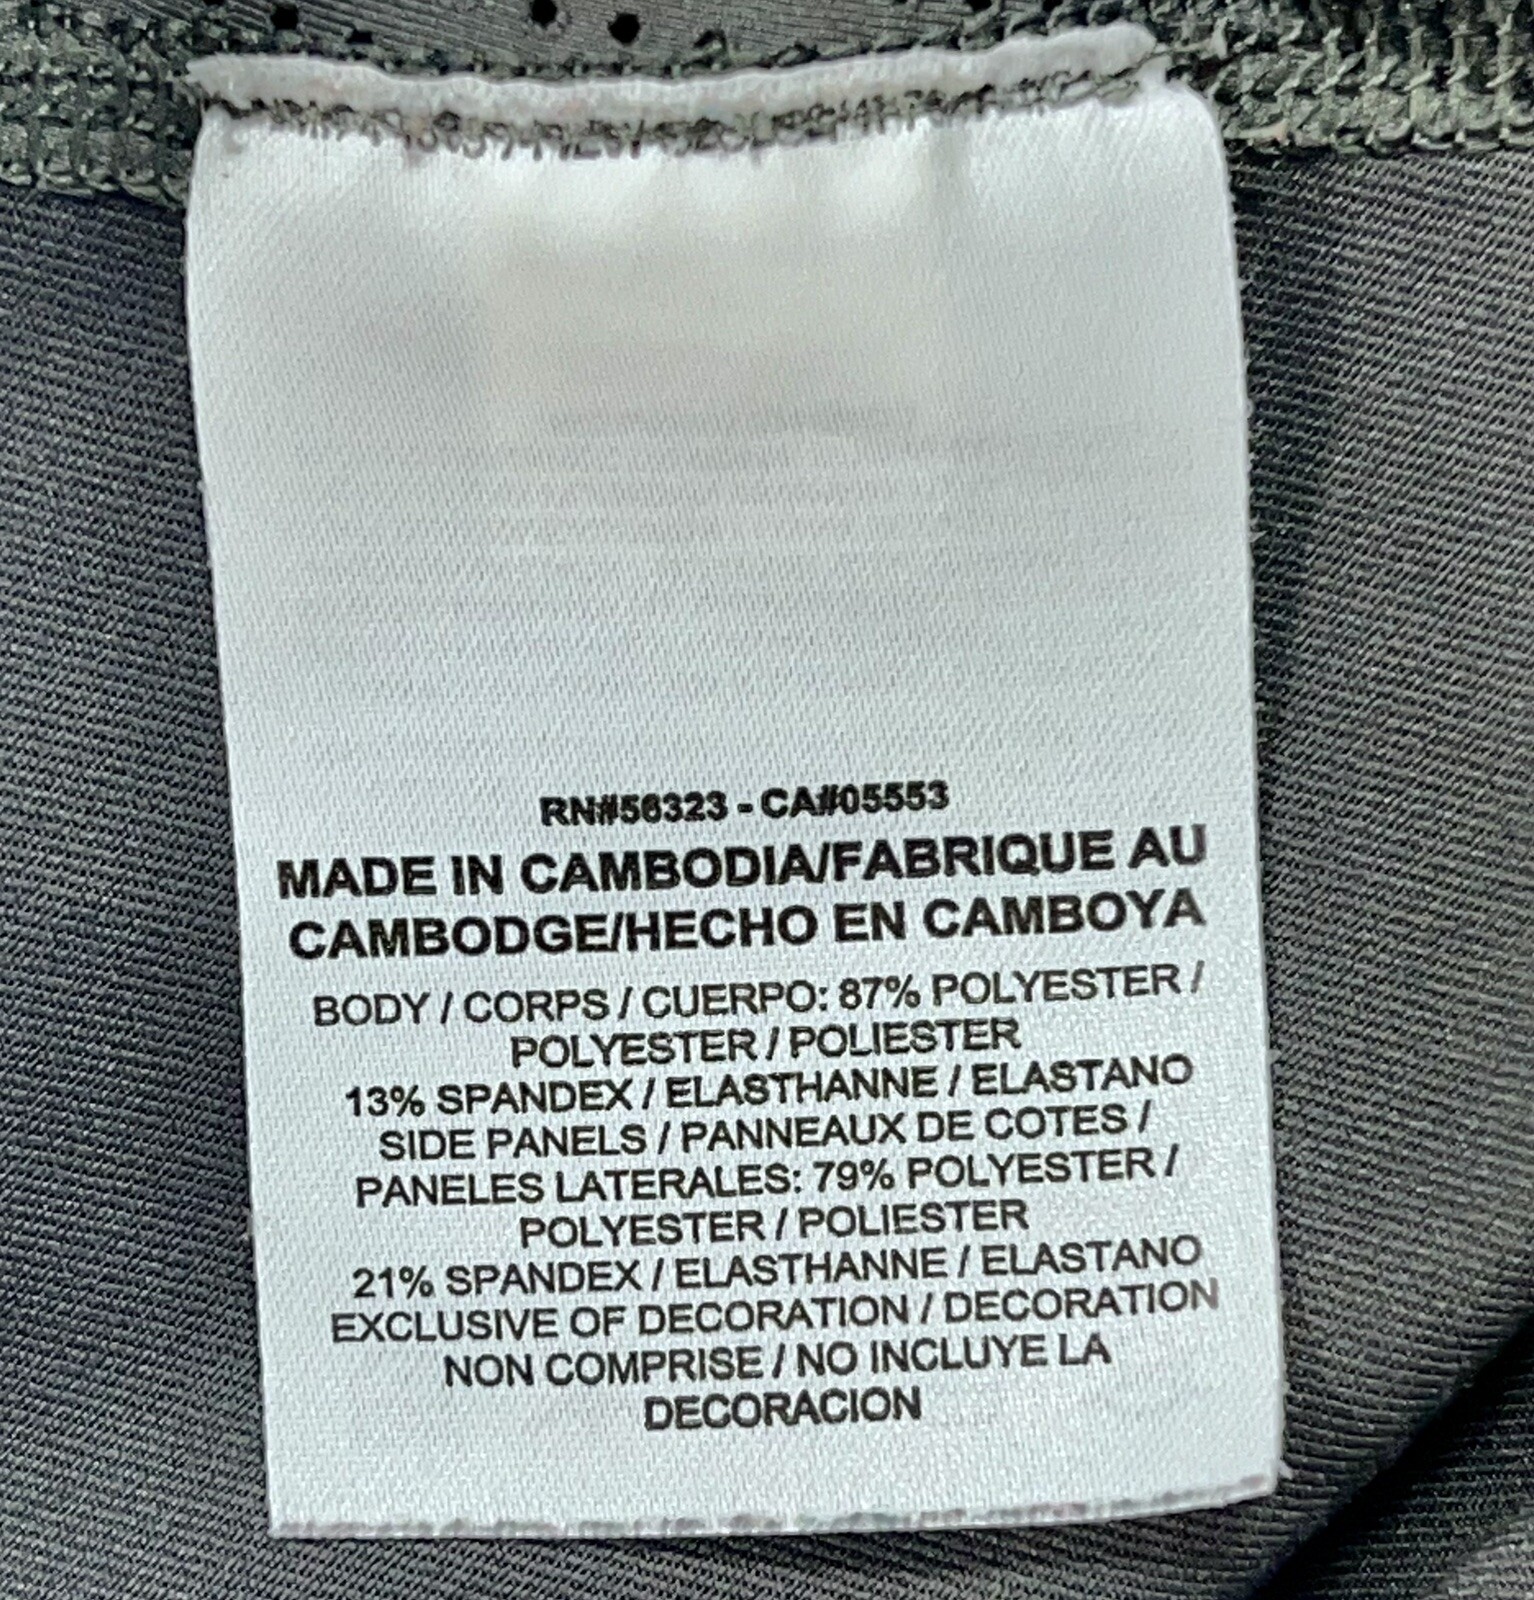 RN#56323 - CA#05553
MADE IN CAMBODIA/FABRIQUE AU
CAMBODGE/HECHO EN CAMBOYA
BODY / CORPS / CUERPO: 87% POLYESTER /
POLYESTER / POLIESTER
13% SPANDEX / ELASTHANNE / ELASTANO
SIDE PANELS / PANNEAUX DE COTES /
PANELES LATERALES: 79% POLYESTER /
POLYESTER / POLIESTER
21% SPANDEX / ELASTHANNE / ELASTANO
EXCLUSIVE OF DECORATION / DECORATION
NON COMPRISE / NO INCLUYE LA
DECORACION